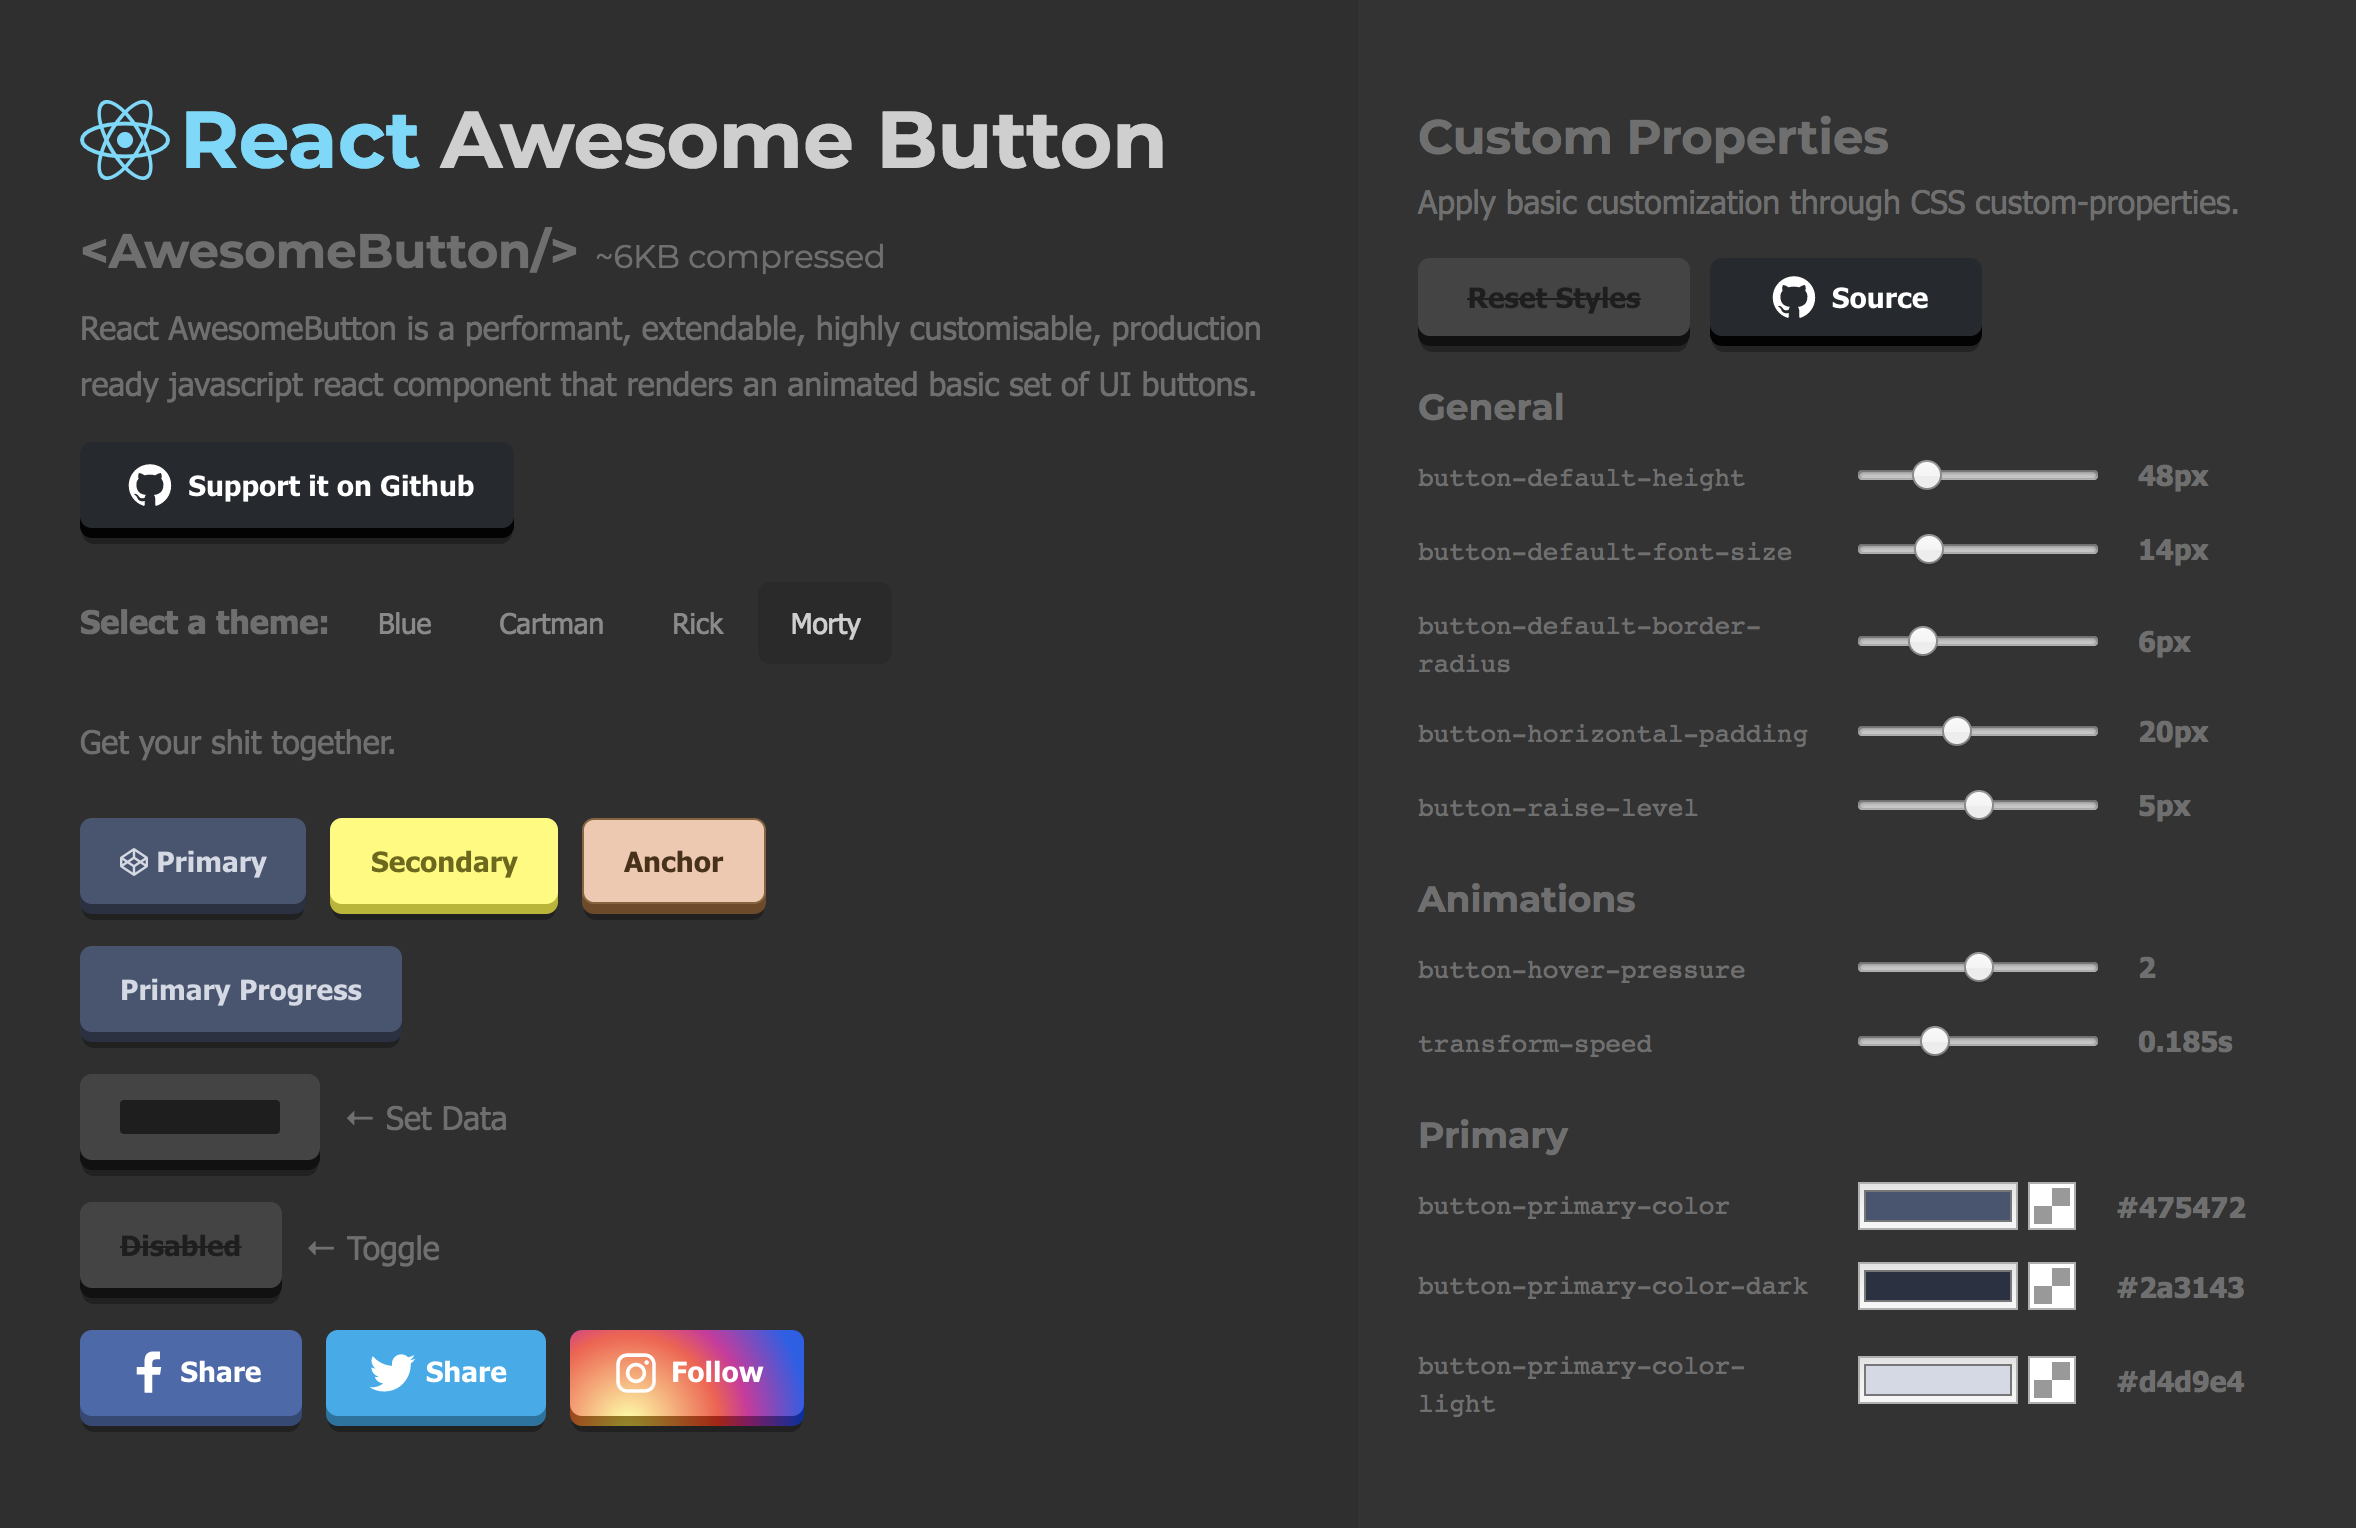 React Awesome Button
<AwesomeButton/> ~6KB compressed
React AwesomeButton is a performant, extendable, highly customisable, production
ready javascript react component that renders an animated basic set of UI buttons.
Support it on Github
Select a theme: Blue Cartman Rick Morty
Get your shit together.
Primary Secondary Anchor
Primary Progress
← Set Data
Disabled ← Toggle
Share Share Follow
Custom Properties
Apply basic customization through CSS custom-properties.
Reset Styles Source
General
button-default-height 48px
button-default-font-size 14px
button-default-border-
radius 6px
button-horizontal-padding 20px
button-raise-level 5px
Animations
button-hover-pressure 2
transform-speed 0.185s
Primary
button-primary-color #475472
button-primary-color-dark #2a3143
button-primary-color-
light #d4d9e4